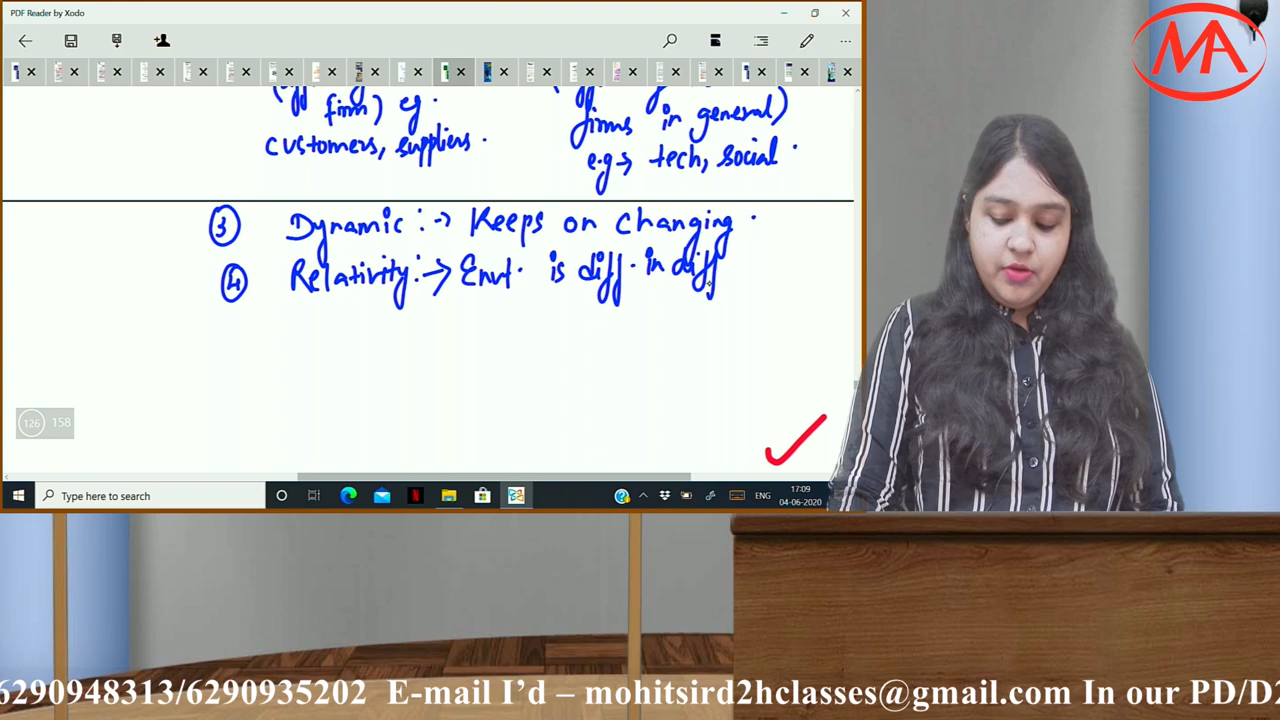 PDF Reader by Xodo
MA
firm) eg
customers, suppliers.
firms in general)
e.g → tech, social
③ Dynamic :→ Keeps on changing.
④ Relativity :→ Envt. is diff. in diff
126 158
Type here to search
ENG
17:09
04-06-2020
6290948313/6290935202 E-mail I’d – mohitsird2hclasses@gmail.com In our PD/D2